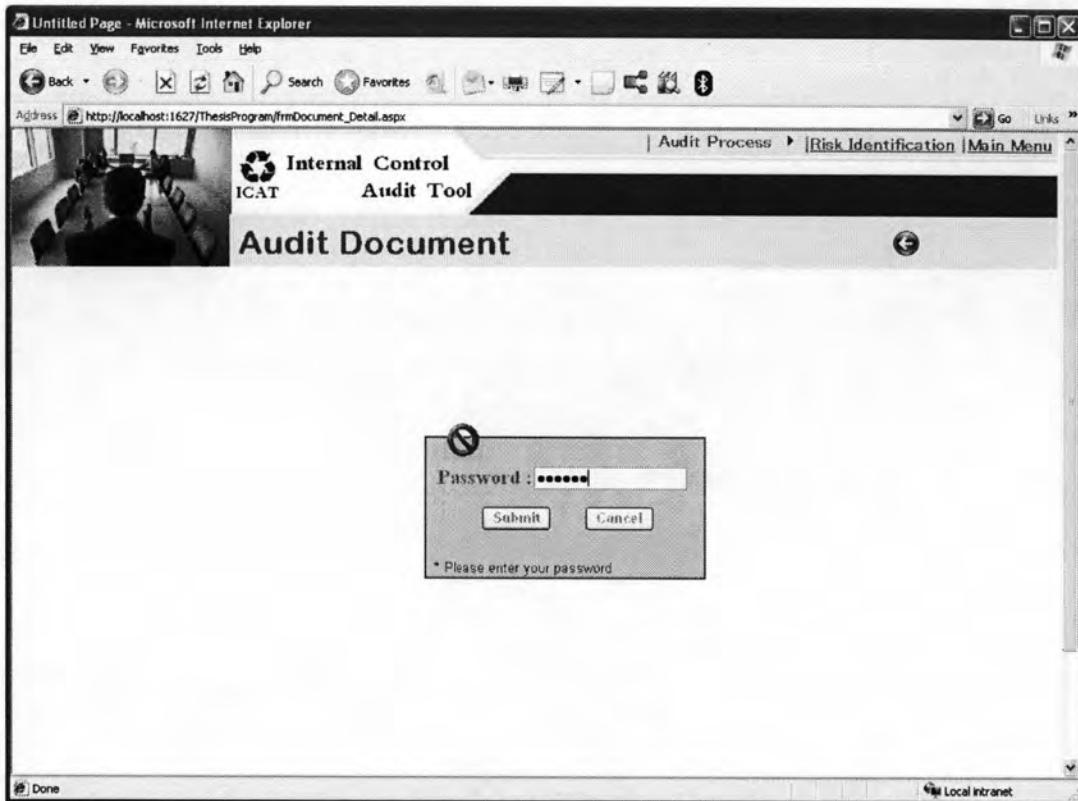 Untitled Page - Microsoft Internet Explorer
File Edit View Favorites Tools Help
Back Search Favorites
Address http://localhost:1627/ThesisProgram/frmDocument_Detail.aspx Go Links »
| Audit Process |Risk Identification |Main Menu
Internal Control
ICAT Audit Tool
Audit Document
Password : ••••••
Submit Cancel
* Please enter your password
Done Local intranet